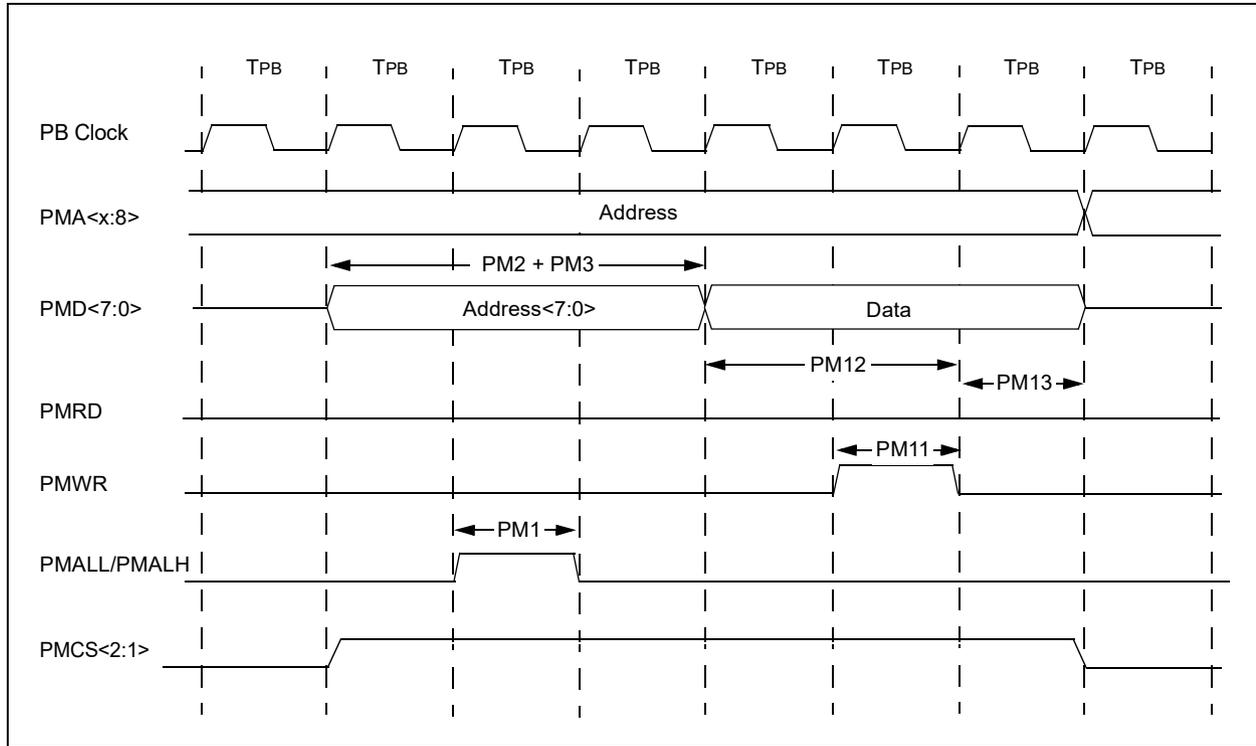 TPB TPB TPB TPB TPB TPB TPB TPB
PB Clock
PMA<x:8> Address
PM2 + PM3
PMD<7:0> Address<7:0> Data
PM12
PM13
PMRD
PM11
PMWR
PM1
PMALL/PMALH
PMCS<2:1>